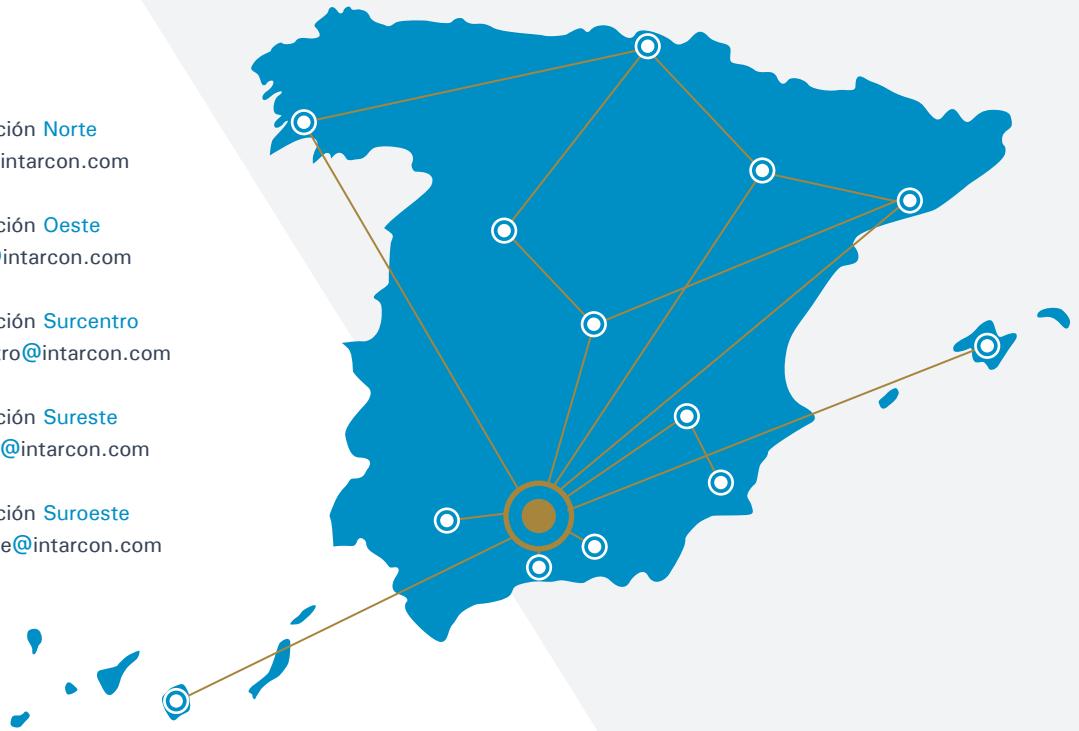 ción Norte
intarcon.com
ción Oeste
@intarcon.com
ción Surcentro
tro@intarcon.com
ción Sureste
@intarcon.com
ción Suroeste
e@intarcon.com